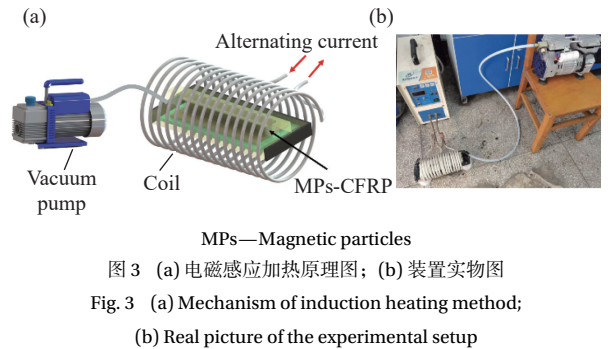 (a)
Alternating current
Vacuum
pump
Coil
MPs-CFRP
(b)
MPs—Magnetic particles
图 3 (a) 电磁感应加热原理图；(b) 装置实物图
Fig. 3 (a) Mechanism of induction heating method;
(b) Real picture of the experimental setup